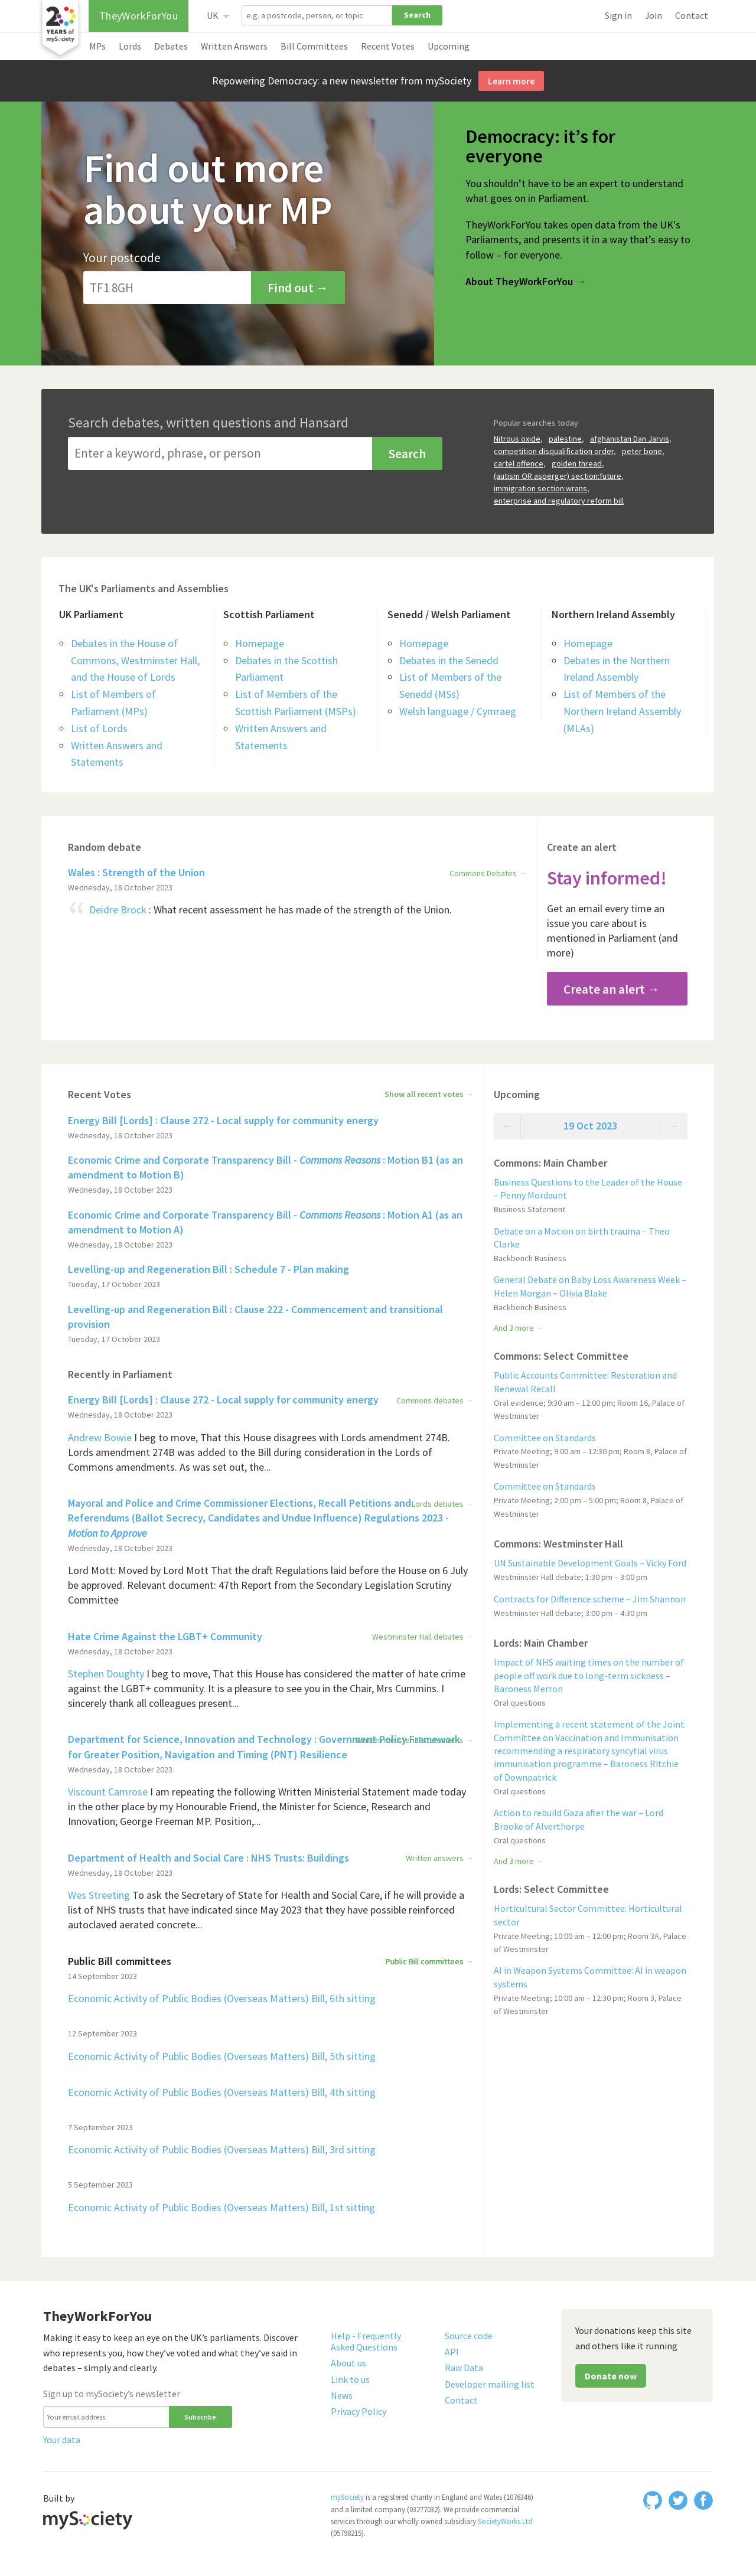 20
YEARS of
mySociety
TheyWorkForYou
UK
e.g. a postcode, person, or topic
Search
Sign in
Join
Contact
MPs
Lords
Debates
Written Answers
Bill Committees
Recent Votes
Upcoming
Repowering Democracy: a new newsletter from mySociety
Learn more
Find out more
about your MP
Your postcode
TF1 8GH
Find out →
Democracy: it’s for
everyone
You shouldn’t have to be an expert to understand
what goes on in Parliament.
TheyWorkForYou takes open data from the UK’s
Parliaments, and presents it in a way that’s easy to
follow – for everyone.
About TheyWorkForYou →
Search debates, written questions and Hansard
Enter a keyword, phrase, or person
Search
Popular searches today
Nitrous oxide, palestine, afghanistan Dan Jarvis,
competition disqualification order, peter bone,
cartel offence, golden thread,
(autism OR asperger) section:future,
immigration section:wrans,
enterprise and regulatory reform bill
The UK's Parliaments and Assemblies
UK Parliament
Debates in the House of
Commons, Westminster Hall,
and the House of Lords
List of Members of
Parliament (MPs)
List of Lords
Written Answers and
Statements
Scottish Parliament
Homepage
Debates in the Scottish
Parliament
List of Members of the
Scottish Parliament (MSPs)
Written Answers and
Statements
Senedd / Welsh Parliament
Homepage
Debates in the Senedd
List of Members of the
Senedd (MSs)
Welsh language / Cymraeg
Northern Ireland Assembly
Homepage
Debates in the Northern
Ireland Assembly
List of Members of the
Northern Ireland Assembly
(MLAs)
Random debate
Wales : Strength of the Union
Commons Debates →
Wednesday, 18 October 2023
Deidre Brock : What recent assessment he has made of the strength of the Union.
Create an alert
Stay informed!
Get an email every time an
issue you care about is
mentioned in Parliament (and
more)
Create an alert →
Recent Votes
Show all recent votes →
Energy Bill [Lords] : Clause 272 - Local supply for community energy
Wednesday, 18 October 2023
Economic Crime and Corporate Transparency Bill - Commons Reasons : Motion B1 (as an
amendment to Motion B)
Wednesday, 18 October 2023
Economic Crime and Corporate Transparency Bill - Commons Reasons : Motion A1 (as an
amendment to Motion A)
Wednesday, 18 October 2023
Levelling-up and Regeneration Bill : Schedule 7 - Plan making
Tuesday, 17 October 2023
Levelling-up and Regeneration Bill : Clause 222 - Commencement and transitional
provision
Tuesday, 17 October 2023
Recently in Parliament
Energy Bill [Lords] : Clause 272 - Local supply for community energy
Commons debates →
Wednesday, 18 October 2023
Andrew Bowie I beg to move, That this House disagrees with Lords amendment 274B.
Lords amendment 274B was added to the Bill during consideration in the Lords of
Commons amendments. As was set out, the...
Mayoral and Police and Crime Commissioner Elections, Recall Petitions and
Lords debates →
Referendums (Ballot Secrecy, Candidates and Undue Influence) Regulations 2023 -
Motion to Approve
Wednesday, 18 October 2023
Lord Mott: Moved by Lord Mott That the draft Regulations laid before the House on 6 July
be approved. Relevant document: 47th Report from the Secondary Legislation Scrutiny
Committee
Hate Crime Against the LGBT+ Community
Westminster Hall debates →
Wednesday, 18 October 2023
Stephen Doughty I beg to move, That this House has considered the matter of hate crime
against the LGBT+ community. It is a pleasure to see you in the Chair, Mrs Cummins. I
sincerely thank all colleagues present...
Department for Science, Innovation and Technology : Government Policy Framework
for Greater Position, Navigation and Timing (PNT) Resilience
Wednesday, 18 October 2023
Viscount Camrose I am repeating the following Written Ministerial Statement made today
in the other place by my Honourable Friend, the Minister for Science, Research and
Innovation; George Freeman MP. Position,...
Department of Health and Social Care : NHS Trusts: Buildings
Written answers →
Wednesday, 18 October 2023
Wes Streeting To ask the Secretary of State for Health and Social Care, if he will provide a
list of NHS trusts that have indicated since May 2023 that they have possible reinforced
autoclaved aerated concrete...
Public Bill committees
Public Bill committees →
14 September 2023
Economic Activity of Public Bodies (Overseas Matters) Bill, 6th sitting
12 September 2023
Economic Activity of Public Bodies (Overseas Matters) Bill, 5th sitting
Economic Activity of Public Bodies (Overseas Matters) Bill, 4th sitting
7 September 2023
Economic Activity of Public Bodies (Overseas Matters) Bill, 3rd sitting
5 September 2023
Economic Activity of Public Bodies (Overseas Matters) Bill, 1st sitting
Upcoming
← 19 Oct 2023 →
Commons: Main Chamber
Business Questions to the Leader of the House
– Penny Mordaunt
Business Statement
Debate on a Motion on birth trauma – Theo
Clarke
Backbench Business
General Debate on Baby Loss Awareness Week –
Helen Morgan – Olivia Blake
Backbench Business
And 3 more →
Commons: Select Committee
Public Accounts Committee: Restoration and
Renewal Recall
Oral evidence; 9:30 am – 12:00 pm; Room 16, Palace of
Westminster
Committee on Standards
Private Meeting; 9:00 am – 12:30 pm; Room 8, Palace of
Westminster
Committee on Standards
Private Meeting; 2:00 pm – 5:00 pm; Room 8, Palace of
Westminster
Commons: Westminster Hall
UN Sustainable Development Goals – Vicky Ford
Westminster Hall debate; 1:30 pm – 3:00 pm
Contracts for Difference scheme – Jim Shannon
Westminster Hall debate; 3:00 pm – 4:30 pm
Lords: Main Chamber
Impact of NHS waiting times on the number of
people off work due to long-term sickness –
Baroness Merron
Oral questions
Implementing a recent statement of the Joint
Committee on Vaccination and Immunisation
recommending a respiratory syncytial virus
immunisation programme – Baroness Ritchie
of Downpatrick
Oral questions
Action to rebuild Gaza after the war – Lord
Brooke of Alverthorpe
Oral questions
And 3 more →
Lords: Select Committee
Horticultural Sector Committee: Horticultural
sector
Private Meeting; 10:00 am – 12:00 pm; Room 3A, Palace
of Westminster
AI in Weapon Systems Committee: AI in weapon
systems
Private Meeting; 10:00 am – 12:30 pm; Room 3, Palace
of Westminster
TheyWorkForYou
Making it easy to keep an eye on the UK’s parliaments. Discover
who represents you, how they’ve voted and what they’ve said in
debates – simply and clearly.
Sign up to mySociety’s newsletter
Your email address
Subscribe
Your data
Help - Frequently
Asked Questions
About us
Link to us
News
Privacy Policy
Source code
API
Raw Data
Developer mailing list
Contact
Your donations keep this site
and others like it running
Donate now
Built by
mySociety
mySociety is a registered charity in England and Wales (1076346)
and a limited company (03277032). We provide commercial
services through our wholly owned subsidiary SocietyWorks Ltd
(05798215).